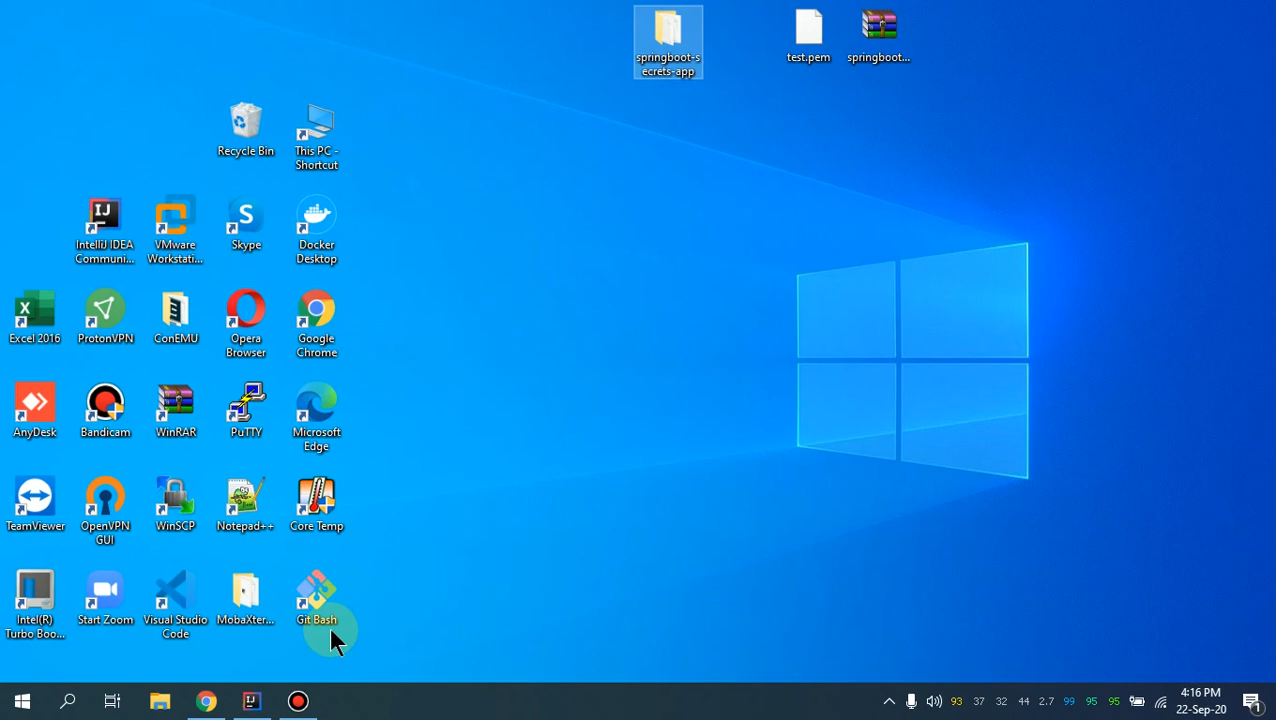 springboot-s
ecrets-app
test.pem
springboot...
Recycle Bin
This PC -
Shortcut
IJ
IntelliJ IDEA
Communi...
VMware
Workstati...
S
Skype
Docker
Desktop
X
Excel 2016
ProtonVPN
ConEMU
Opera
Browser
Google
Chrome
AnyDesk
Bandicam
WinRAR
PuTTY
Microsoft
Edge
TeamViewer
OpenVPN
GUI
WinSCP
Notepad++
Core Temp
Intel(R)
Turbo Boo...
Start Zoom
Visual Studio
Code
MobaXter...
Git Bash
IJ
93 37 32 44 2.7 99 95 95
4:16 PM
22-Sep-20
1